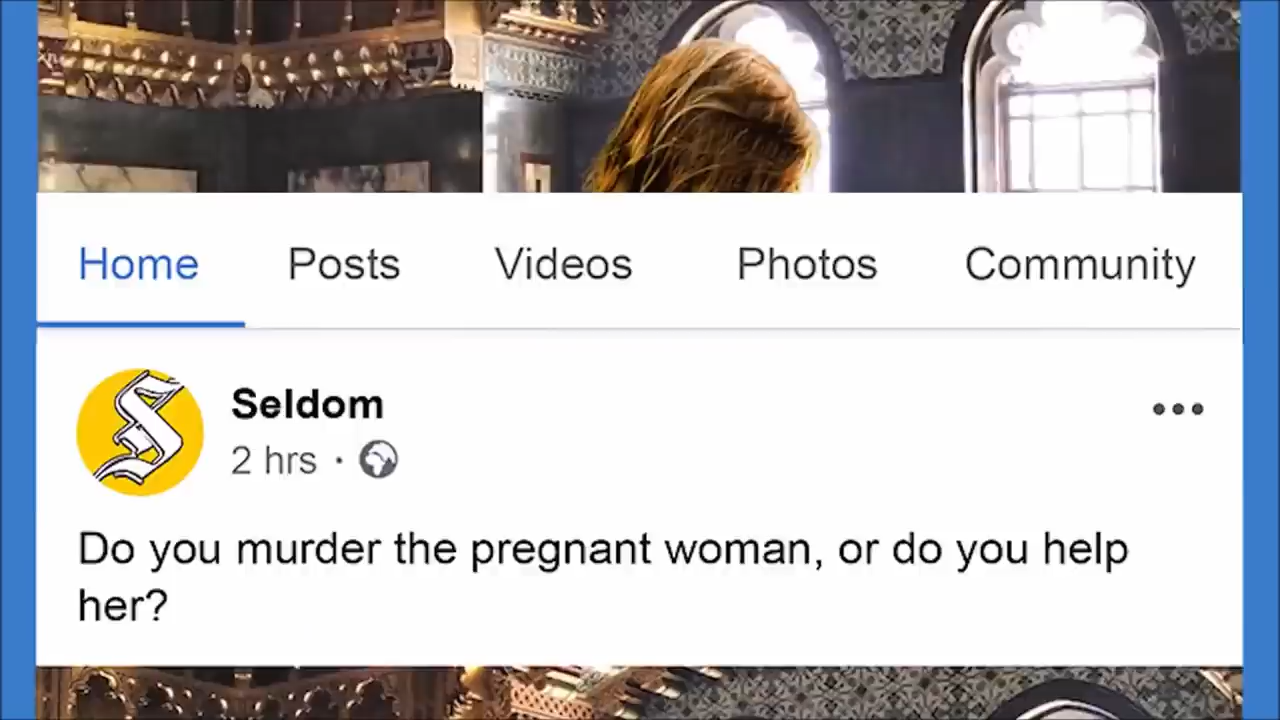 Home Posts Videos Photos Community
Seldom
2 hrs ·
Do you murder the pregnant woman, or do you help
her?